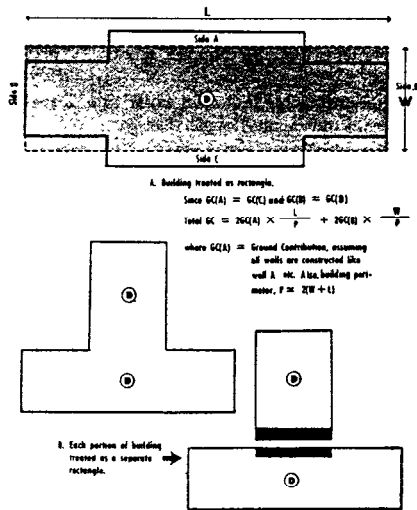 L
Side A
Side D
D
Side B
W
Side C
A. Building treated as rectangle.
Since GC(A) = GC(C) and GC(B) = GC(D)
Total GC = 2GC(A) × L/P + 2GC(B) × W/P
where GC(A) = Ground Contribution, assuming
all walls are constructed like
wall A etc. Also, building peri-
meter, P = 2(W + L)
D
D
D
B. Each portion of building
treated as a separate
rectangle.
D